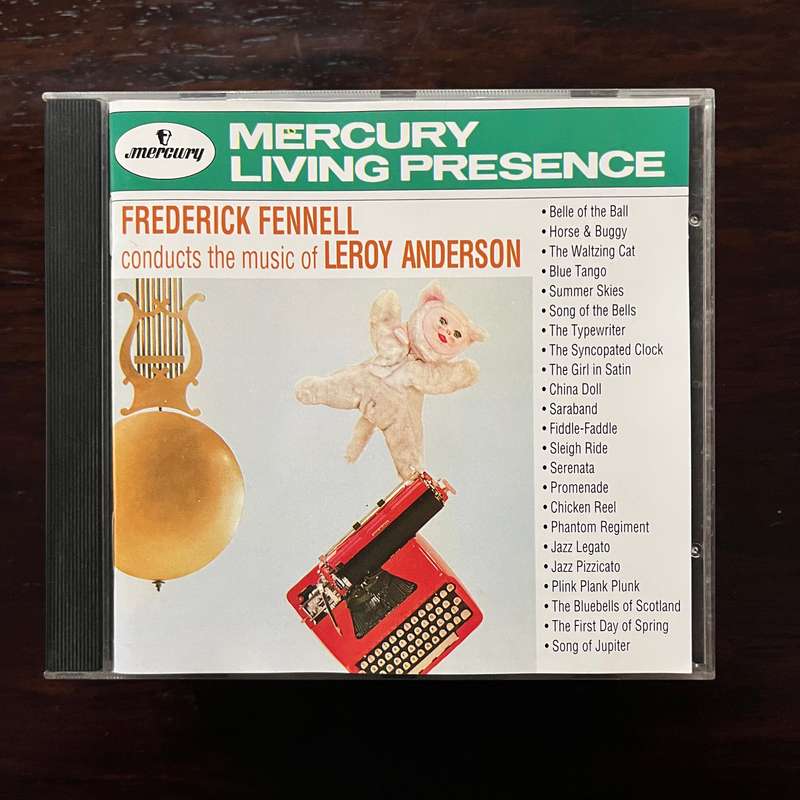 mercury
MERCURY
LIVING PRESENCE
FREDERICK FENNELL
conducts the music of LEROY ANDERSON
• Belle of the Ball
• Horse & Buggy
• The Waltzing Cat
• Blue Tango
• Summer Skies
• Song of the Bells
• The Typewriter
• The Syncopated Clock
• The Girl in Satin
• China Doll
• Saraband
• Fiddle-Faddle
• Sleigh Ride
• Serenata
• Promenade
• Chicken Reel
• Phantom Regiment
• Jazz Legato
• Jazz Pizzicato
• Plink Plank Plunk
• The Bluebells of Scotland
• The First Day of Spring
• Song of Jupiter